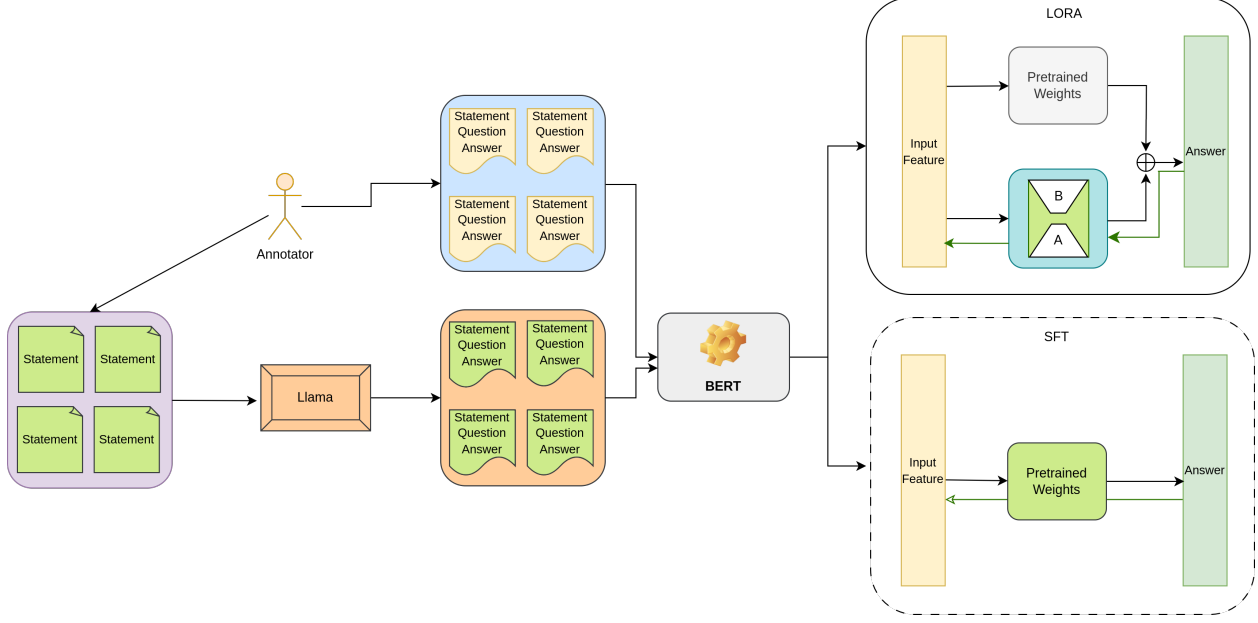 Annotator
Statement
Statement
Statement
Statement
Llama
Statement
Question
Answer
Statement
Question
Answer
Statement
Question
Answer
Statement
Question
Answer
Statement
Question
Answer
Statement
Question
Answer
Statement
Question
Answer
Statement
Question
Answer
BERT
LORA
Input
Feature
Pretrained
Weights
B
A
Answer
SFT
Input
Feature
Pretrained
Weights
Answer